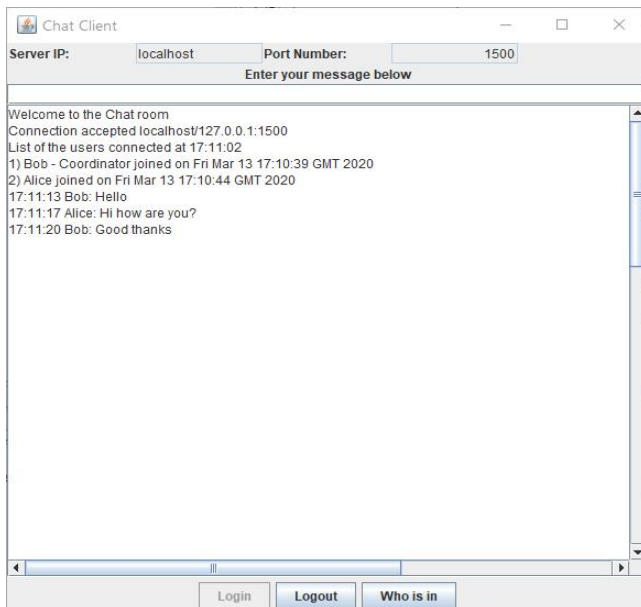 Chat Client
Server IP: localhost Port Number: 1500
Enter your message below
Welcome to the Chat room
Connection accepted localhost/127.0.0.1:1500
List of the users connected at 17:11:02
1) Bob - Coordinator joined on Fri Mar 13 17:10:39 GMT 2020
2) Alice joined on Fri Mar 13 17:10:44 GMT 2020
17:11:13 Bob: Hello
17:11:17 Alice: Hi how are you?
17:11:20 Bob: Good thanks
Login Logout Who is in